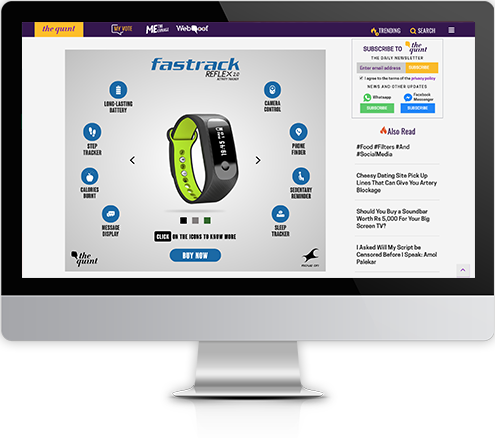 the quint
MY VOTE
ME THE CHANGE
WebQoof
TRENDING
SEARCH
fastrack
REFLEX 2.0
ACTIVITY TRACKER
LONG-LASTING
BATTERY
STEP
TRACKER
CALORIES
BURNT
MESSAGE
DISPLAY
CAMERA
CONTROL
PHONE
FINDER
SEDENTARY
REMINDER
SLEEP
TRACKER
CLICK ON THE ICONS TO KNOW MORE
BUY NOW
the quint
SUBSCRIBE TO the quint
THE DAILY NEWSLETTER
Enter email address
SUBSCRIBE
I agree to the terms of the privacy policy
NEWS AND OTHER UPDATES
Whatsapp
Facebook
Messenger
SUBSCRIBE
SUBSCRIBE
Also Read
#Food #Filters #And
#SocialMedia
Cheesy Dating Site Pick Up
Lines That Can Give You Artery
Blockage
Should You Buy a Soundbar
Worth Rs 5,000 For Your Big
Screen TV?
I Asked Will My Script be
Censored Before I Speak: Amol
Palekar